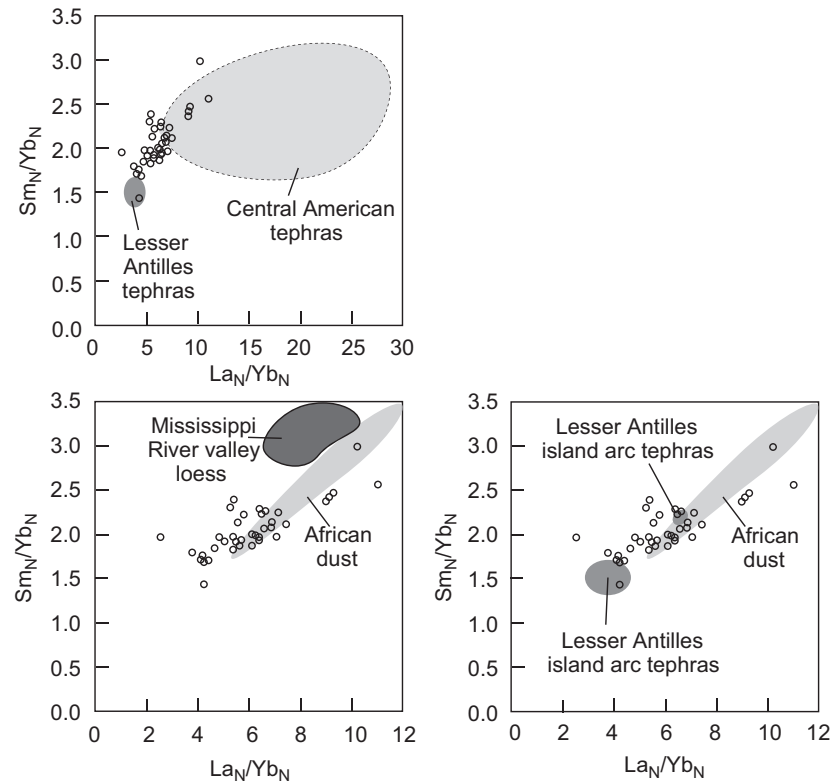 3.5
3.0
2.5
2.0
1.5
1.0
0.5
0.0
Sm_N/Yb_N
Central American
tephras
Lesser
Antilles
tephras
0 5 10 15 20 25 30
La_N/Yb_N
3.5
3.0
2.5
2.0
1.5
1.0
0.5
0.0
Sm_N/Yb_N
Mississippi
River valley
loess
African
dust
0 2 4 6 8 10 12
La_N/Yb_N
3.5
3.0
2.5
2.0
1.5
1.0
0.5
0.0
Sm_N/Yb_N
Lesser Antilles
island arc tephras
African
dust
Lesser Antilles
island arc tephras
0 2 4 6 8 10 12
La_N/Yb_N